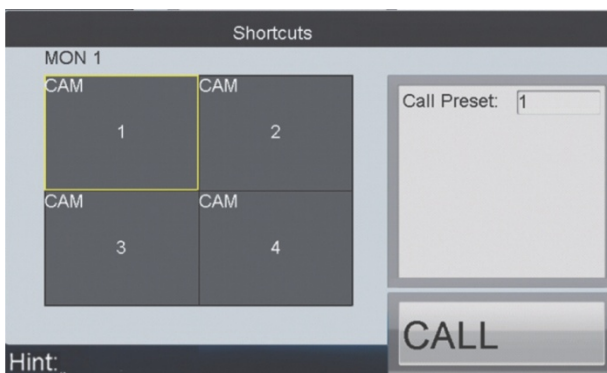 Shortcuts
MON 1
CAM
1
CAM
2
CAM
3
CAM
4
Call Preset: 1
CALL
Hint: